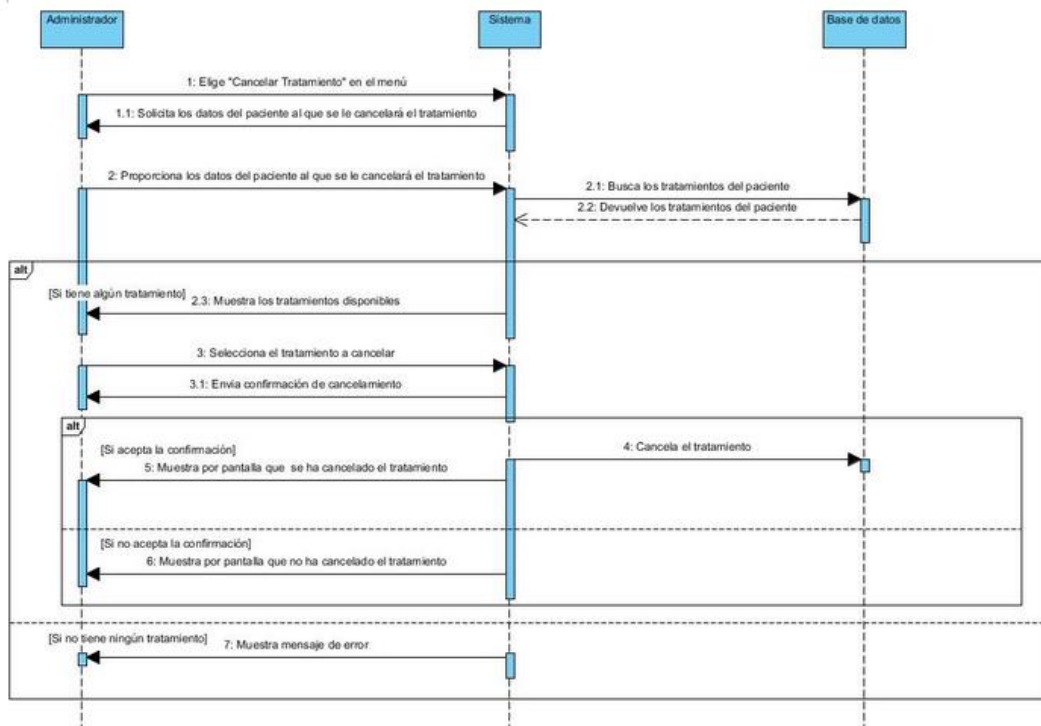 Administrador
Sistema
Base de datos
1: Elige "Cancelar Tratamiento" en el menú
1.1: Solicita los datos del paciente al que se le cancelará el tratamiento
2: Proporciona los datos del paciente al que se le cancelará el tratamiento
2.1: Busca los tratamientos del paciente
2.2: Devuelve los tratamientos del paciente
alt
[Si tiene algún tratamiento]
2.3: Muestra los tratamientos disponibles
3: Selecciona el tratamiento a cancelar
3.1: Envia confirmación de cancelamiento
alt
[Si acepta la confirmación]
4: Cancela el tratamiento
5: Muestra por pantalla que se ha cancelado el tratamiento
[Si no acepta la confirmación]
6: Muestra por pantalla que no ha cancelado el tratamiento
[Si no tiene ningún tratamiento]
7: Muestra mensaje de error